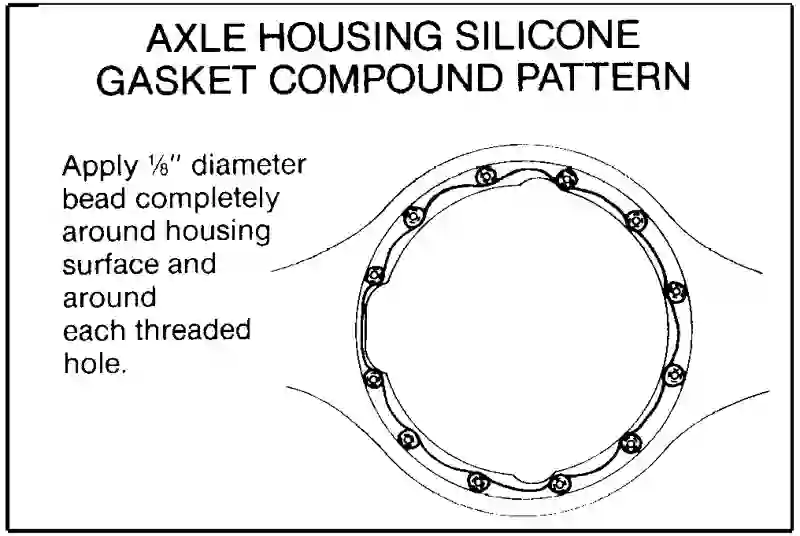 AXLE HOUSING SILICONE
GASKET COMPOUND PATTERN
Apply ⅛" diameter
bead completely
around housing
surface and
around
each threaded
hole.